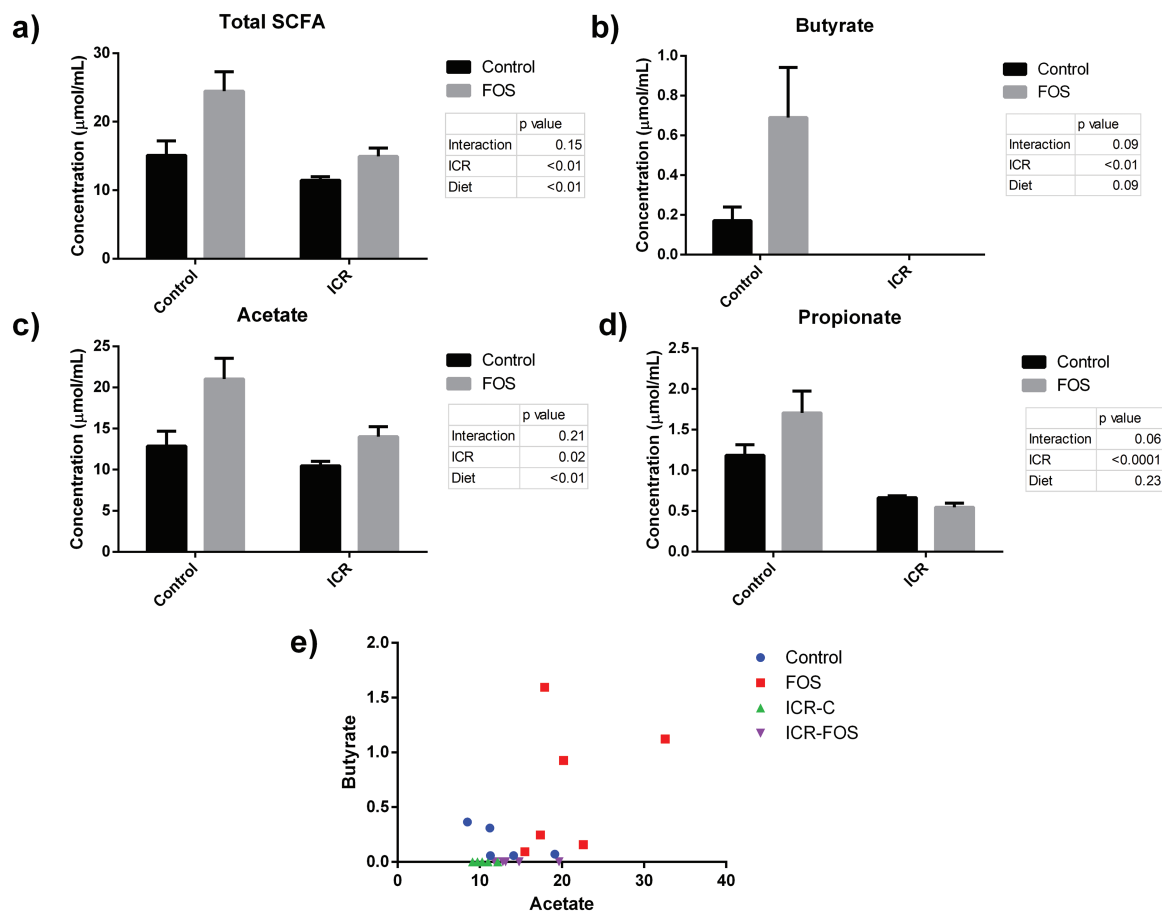 a)
Total SCFA
Concentration (μmol/mL)
30
20
10
0
Control
ICR
Control
FOS
p value
Interaction 0.15
ICR <0.01
Diet <0.01
b)
Butyrate
Concentration (μmol/mL)
1.0
0.8
0.6
0.4
0.2
0.0
Control
ICR
Control
FOS
p value
Interaction 0.09
ICR <0.01
Diet 0.09
c)
Acetate
Concentration (μmol/mL)
25
20
15
10
5
0
Control
ICR
Control
FOS
p value
Interaction 0.21
ICR 0.02
Diet <0.01
d)
Propionate
Concentration (μmol/mL)
2.5
2.0
1.5
1.0
0.5
0.0
Control
ICR
Control
FOS
p value
Interaction 0.06
ICR <0.0001
Diet 0.23
e)
Butyrate
2.0
1.5
1.0
0.5
0.0
0 10 20 30 40
Acetate
Control
FOS
ICR-C
ICR-FOS